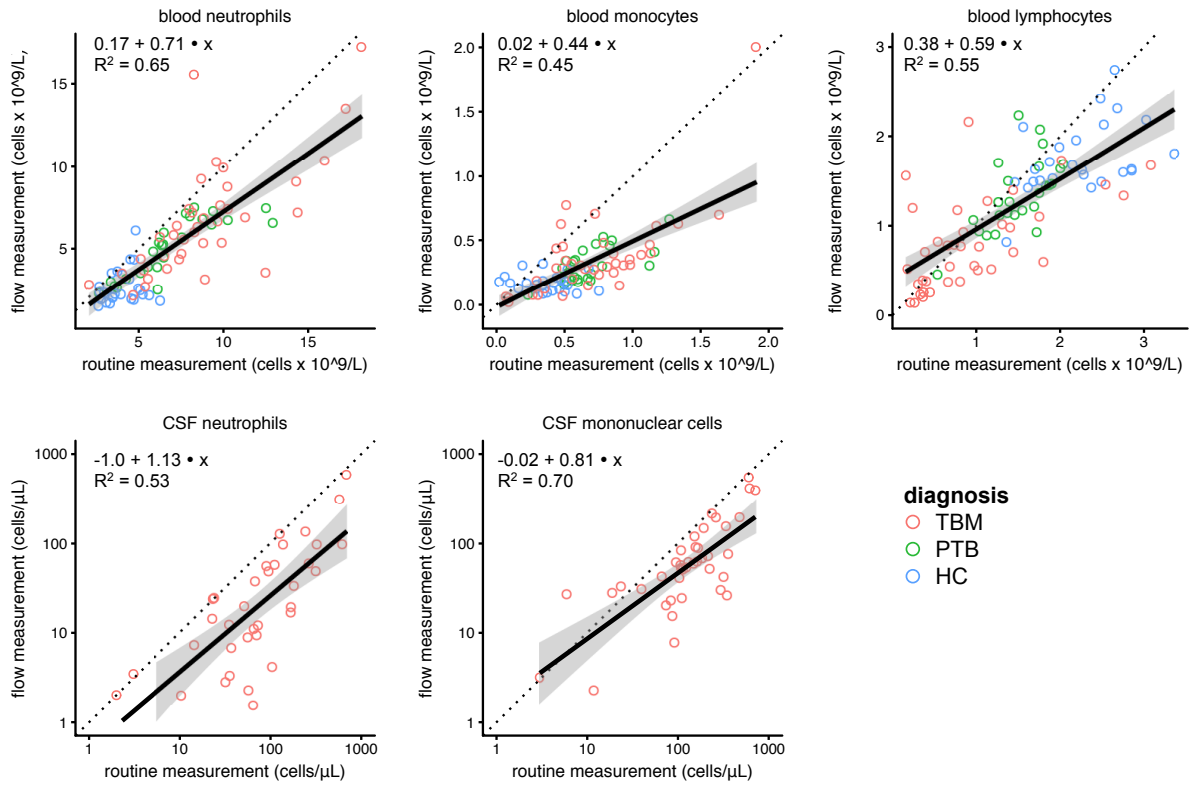 blood neutrophils
0.17 + 0.71 • x
R² = 0.65
flow measurement (cells x 10^9/L)
15
10
5
5
10
15
routine measurement (cells x 10^9/L)
blood monocytes
0.02 + 0.44 • x
R² = 0.45
flow measurement (cells x 10^9/L)
2.0
1.5
1.0
0.5
0.0
0.0
0.5
1.0
1.5
2.0
routine measurement (cells x 10^9/L)
blood lymphocytes
0.38 + 0.59 • x
R² = 0.55
flow measurement (cells x 10^9/L)
3
2
1
0
1
2
3
routine measurement (cells x 10^9/L)
CSF neutrophils
-1.0 + 1.13 • x
R² = 0.53
flow measurement (cells/µL)
1000
100
10
1
1
10
100
1000
routine measurement (cells/µL)
CSF mononuclear cells
-0.02 + 0.81 • x
R² = 0.70
flow measurement (cells/µL)
1000
100
10
1
1
10
100
1000
routine measurement (cells/µL)
diagnosis
TBM
PTB
HC